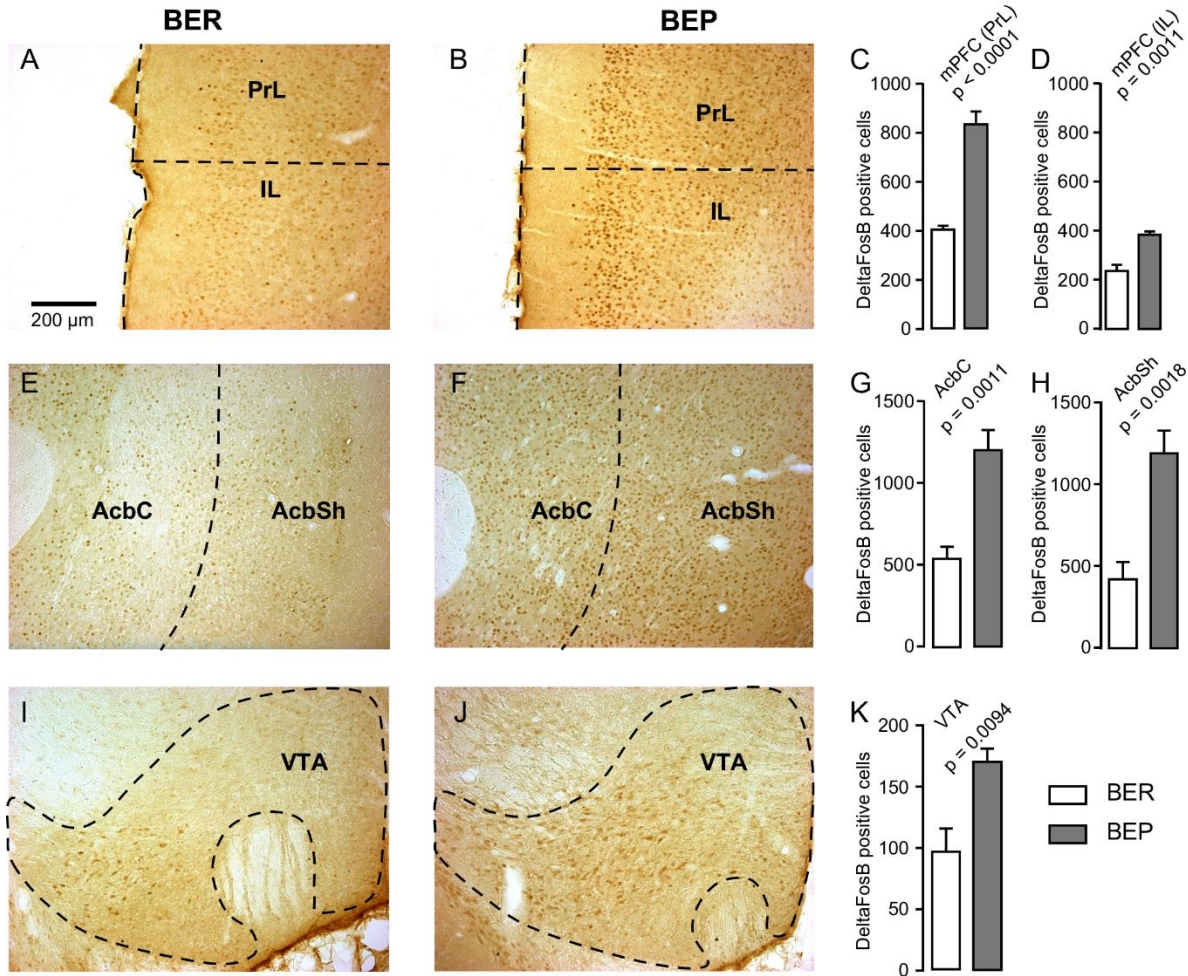 BER
BEP
A
PrL
IL
200 µm
B
PrL
IL
C
mPFC (PrL)
p < 0.0001
DeltaFosB positive cells
1000
800
600
400
200
0
D
mPFC (IL)
p = 0.0011
DeltaFosB positive cells
1000
800
600
400
200
0
E
AcbC
AcbSh
F
AcbC
AcbSh
G
AcbC
p = 0.0011
DeltaFosB positive cells
1500
1000
500
0
H
AcbSh
p = 0.0018
DeltaFosB positive cells
1500
1000
500
0
I
VTA
J
VTA
K
VTA
p = 0.0094
DeltaFosB positive cells
200
150
100
50
0
BER
BEP